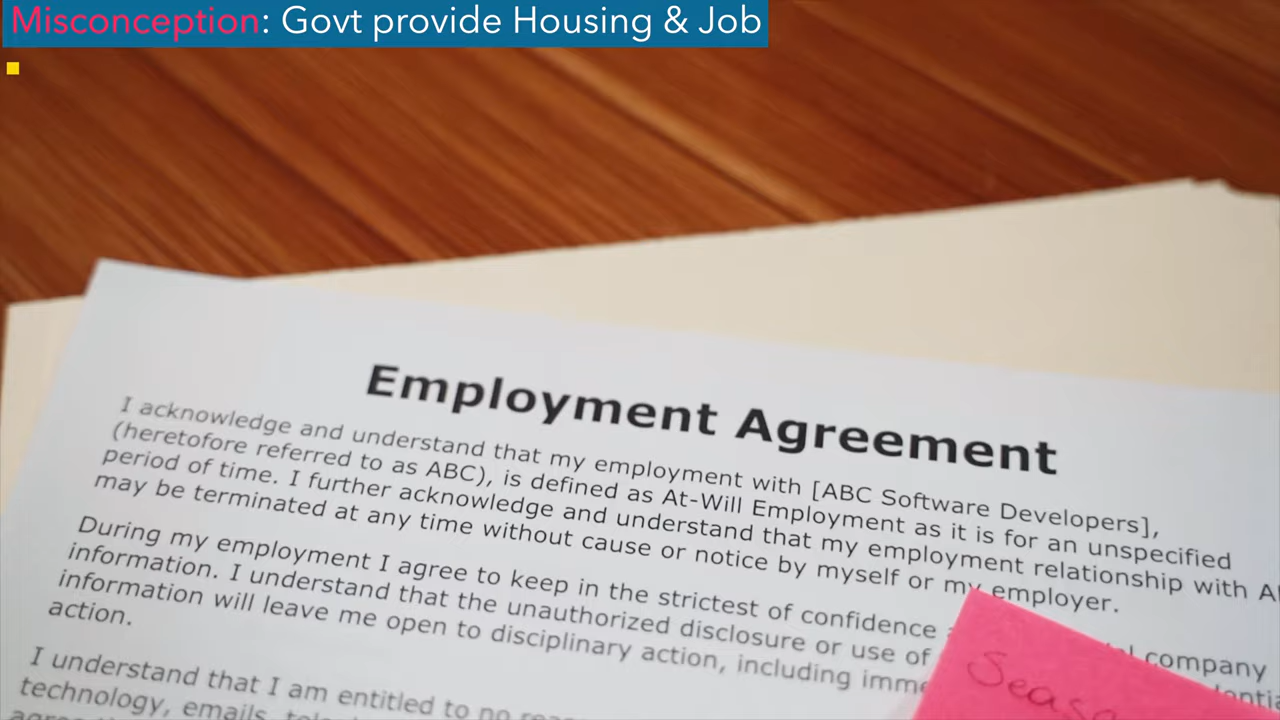 Misconception: Govt provide Housing & Job
Employment Agreement
I acknowledge and understand that my employment with [ABC Software Developers],
(heretofore referred to as ABC), is defined as At-Will Employment as it is for an unspecified
period of time. I further acknowledge and understand that my employment relationship with
may be terminated at any time without cause or notice by myself or my employer.
During my employment I agree to keep in the strictest of confidence
company
information. I understand that the unauthorized disclosure or use of
information will leave me open to disciplinary action, including
action.
I understand that I am entitled to no
technology, emails,